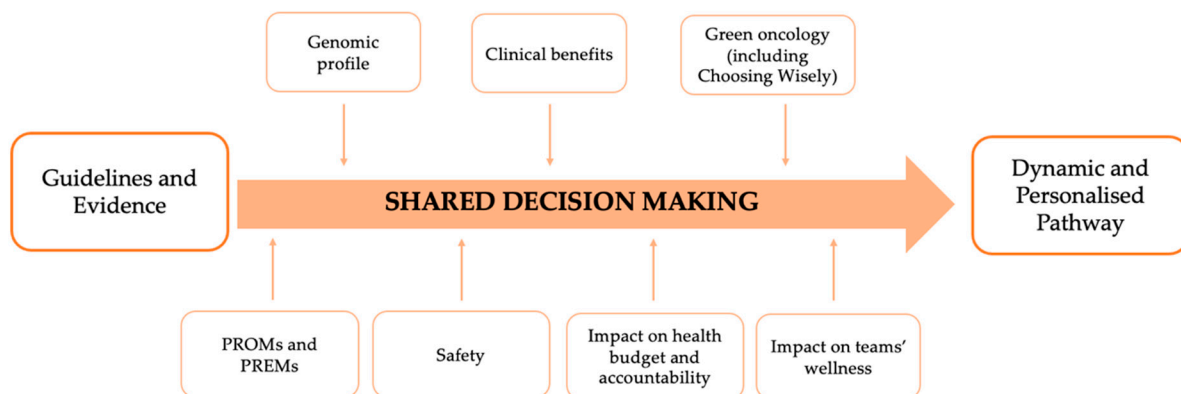 Genomic
profile
Clinical benefits
Green oncology
(including
Choosing Wisely)
Guidelines and
Evidence
SHARED DECISION MAKING
Dynamic and
Personalised
Pathway
PROMs and
PREMs
Safety
Impact on health
budget and
accountability
Impact on teams’
wellness